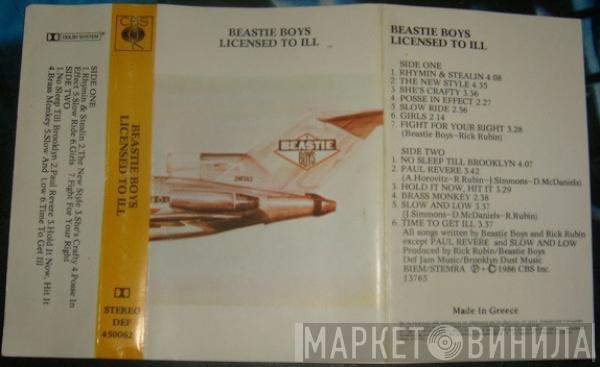 CBS
DOLBY SYSTEM
SIDE ONE
1.Rhymin & Stealin 2.The New Style 3.She's Crafty 4.Posse In
Effect 5.Slow Ride 6.Girls 7.Fight For Your Right
SIDE TWO
1.No Sleep Till Brooklyn 2.Paul Revere 3.Hold It Now, Hit It
4.Brass Monkey 5.Slow And Low 6.Time To Get Ill
BEASTIE BOYS
LICENSED TO ILL
STEREO
DEF
450062
BEASTIE BOYS
LICENSED TO ILL
BEASTIE
BOYS
3MTA3
BEASTIE BOYS
LICENSED TO ILL
SIDE ONE
1. RHYMIN & STEALIN 4.08
2. THE NEW STYLE 4.35
3. SHE'S CRAFTY 3.36
4. POSSE IN EFFECT 2.27
5. SLOW RIDE 2.56
6. GIRLS 2.14
7. FIGHT FOR YOUR RIGHT 3.28
(Beastie Boys-Rick Rubin)
SIDE TWO
1. NO SLEEP TILL BROOKLYN 4.07
2. PAUL REVERE 3.42
(A.Horovitz-R.Rubin-J.Simmons-D.McDaniels)
3. HOLD IT NOW, HIT IT 3.29
4. BRASS MONKEY 2.38
5. SLOW AND LOW 3.37
(J.Simmons-D.McDaniels-R.Rubin)
6. TIME TO GET ILL 3.37
All songs written by Beastie Boys and Rick Rubin
except PAUL REVERE and SLOW AND LOW
Produced by Rick Rubin/Beastie Boys
Def Jam Music/Brooklyn Dust Music
BIEM/STEMRA ℗+© 1986 CBS Inc.
13765
Made in Greece
МАРКЕТ ВИНИЛА